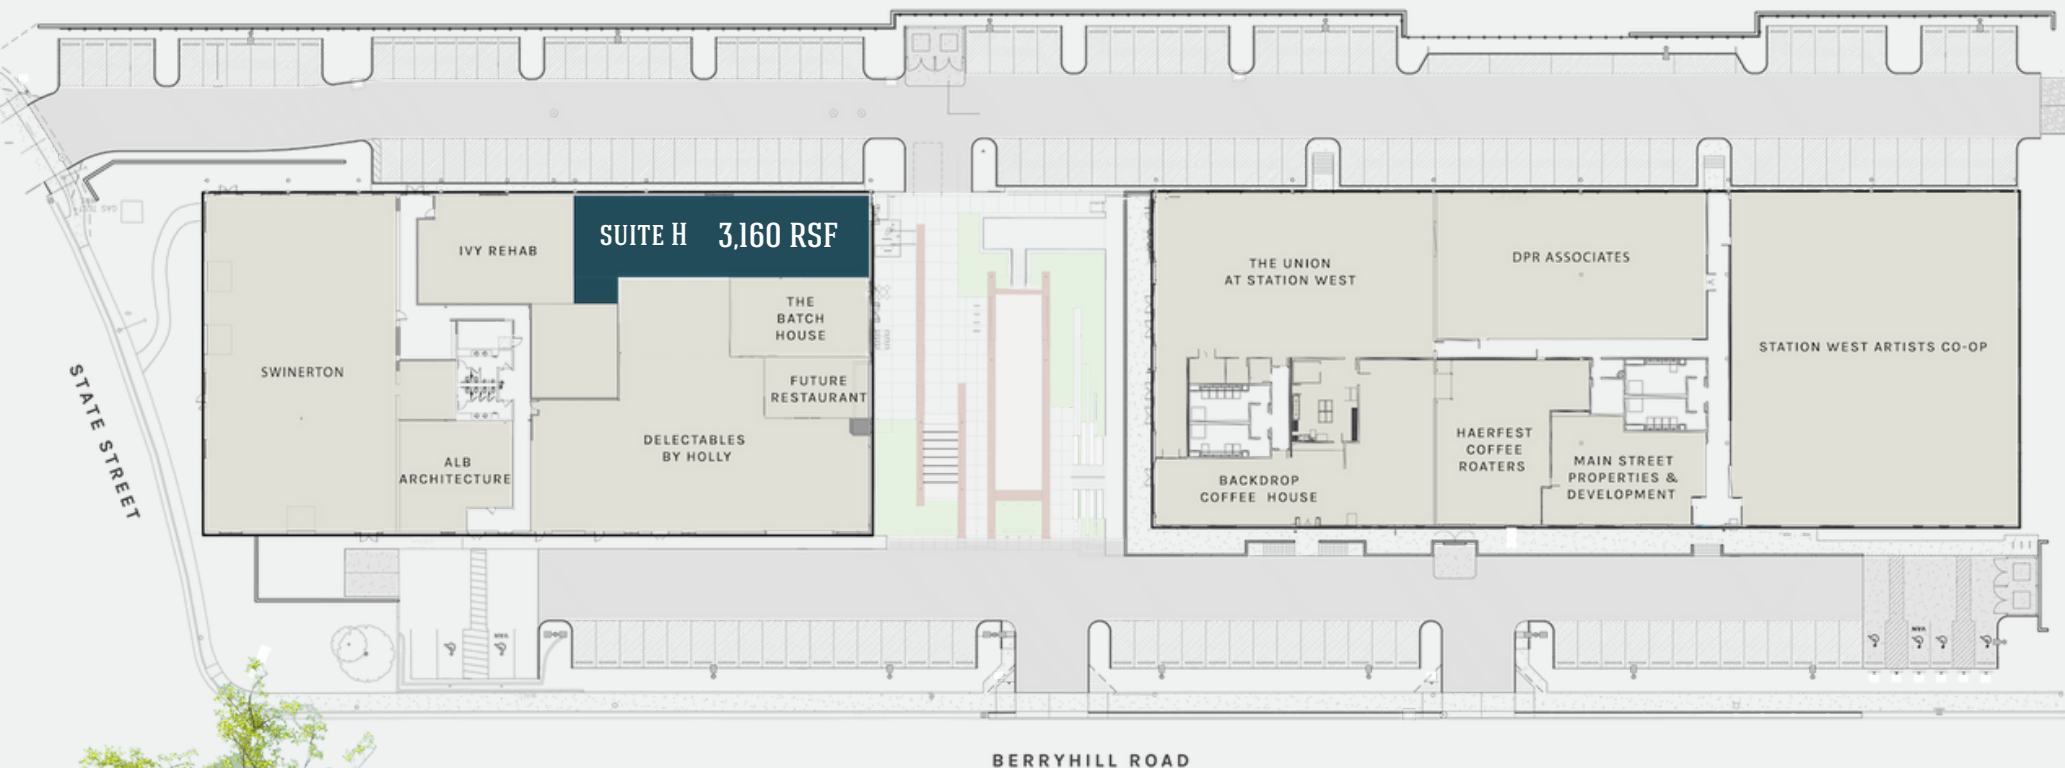 SUITE H 3,160 RSF
IVY REHAB
THE
BATCH
HOUSE
FUTURE
RESTAURANT
SWINERTON
DELECTABLES
BY HOLLY
ALB
ARCHITECTURE
THE UNION
AT STATION WEST
DPR ASSOCIATES
STATION WEST ARTISTS CO-OP
HAERFEST
COFFEE
ROATERS
MAIN STREET
PROPERTIES &
DEVELOPMENT
BACKDROP
COFFEE HOUSE
STATE STREET
BERRYHILL ROAD